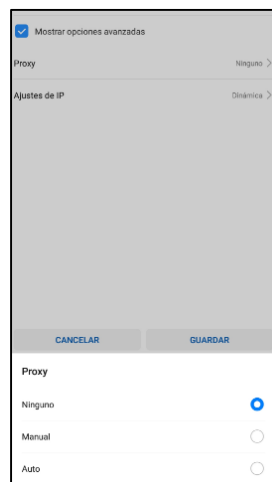 Mostrar opciones avanzadas
Proxy Ninguno
Ajustes de IP Dinámica
CANCELAR GUARDAR
Proxy
Ninguno
Manual
Auto